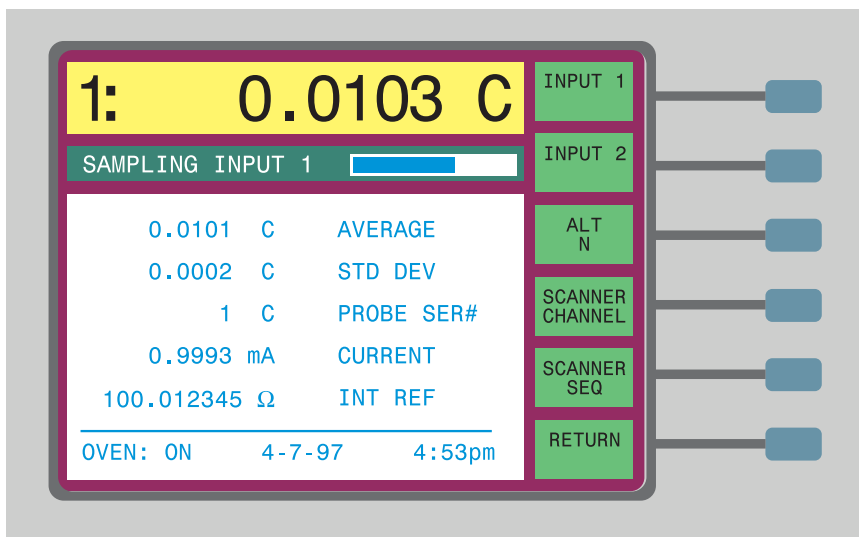 1: 0.0103 C
SAMPLING INPUT 1
0.0101 C AVERAGE
0.0002 C STD DEV
1 C PROBE SER#
0.9993 mA CURRENT
100.012345 Ω INT REF
OVEN: ON 4-7-97 4:53pm
INPUT 1
INPUT 2
ALT
N
SCANNER
CHANNEL
SCANNER
SEQ
RETURN